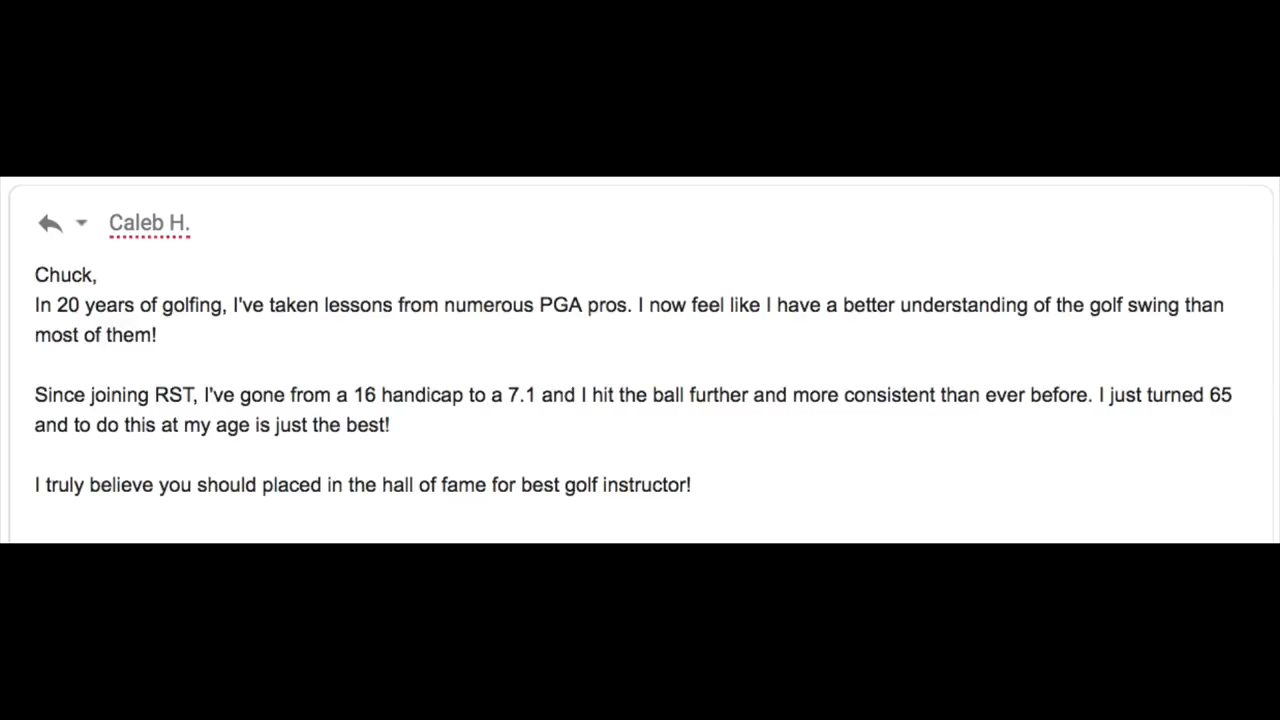 Caleb H.
Chuck,
In 20 years of golfing, I've taken lessons from numerous PGA pros. I now feel like I have a better understanding of the golf swing than
most of them!
Since joining RST, I've gone from a 16 handicap to a 7.1 and I hit the ball further and more consistent than ever before. I just turned 65
and to do this at my age is just the best!
I truly believe you should placed in the hall of fame for best golf instructor!